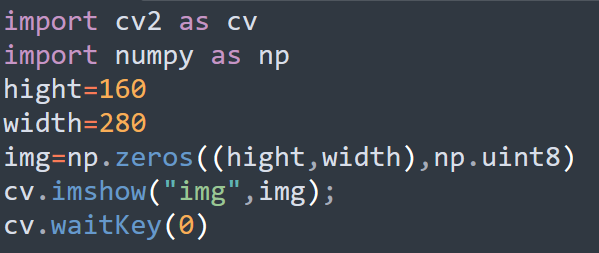 import cv2 as cv
import numpy as np
hight=160
width=280
img=np.zeros((hight,width),np.uint8)
cv.imshow("img",img);
cv.waitKey(0)